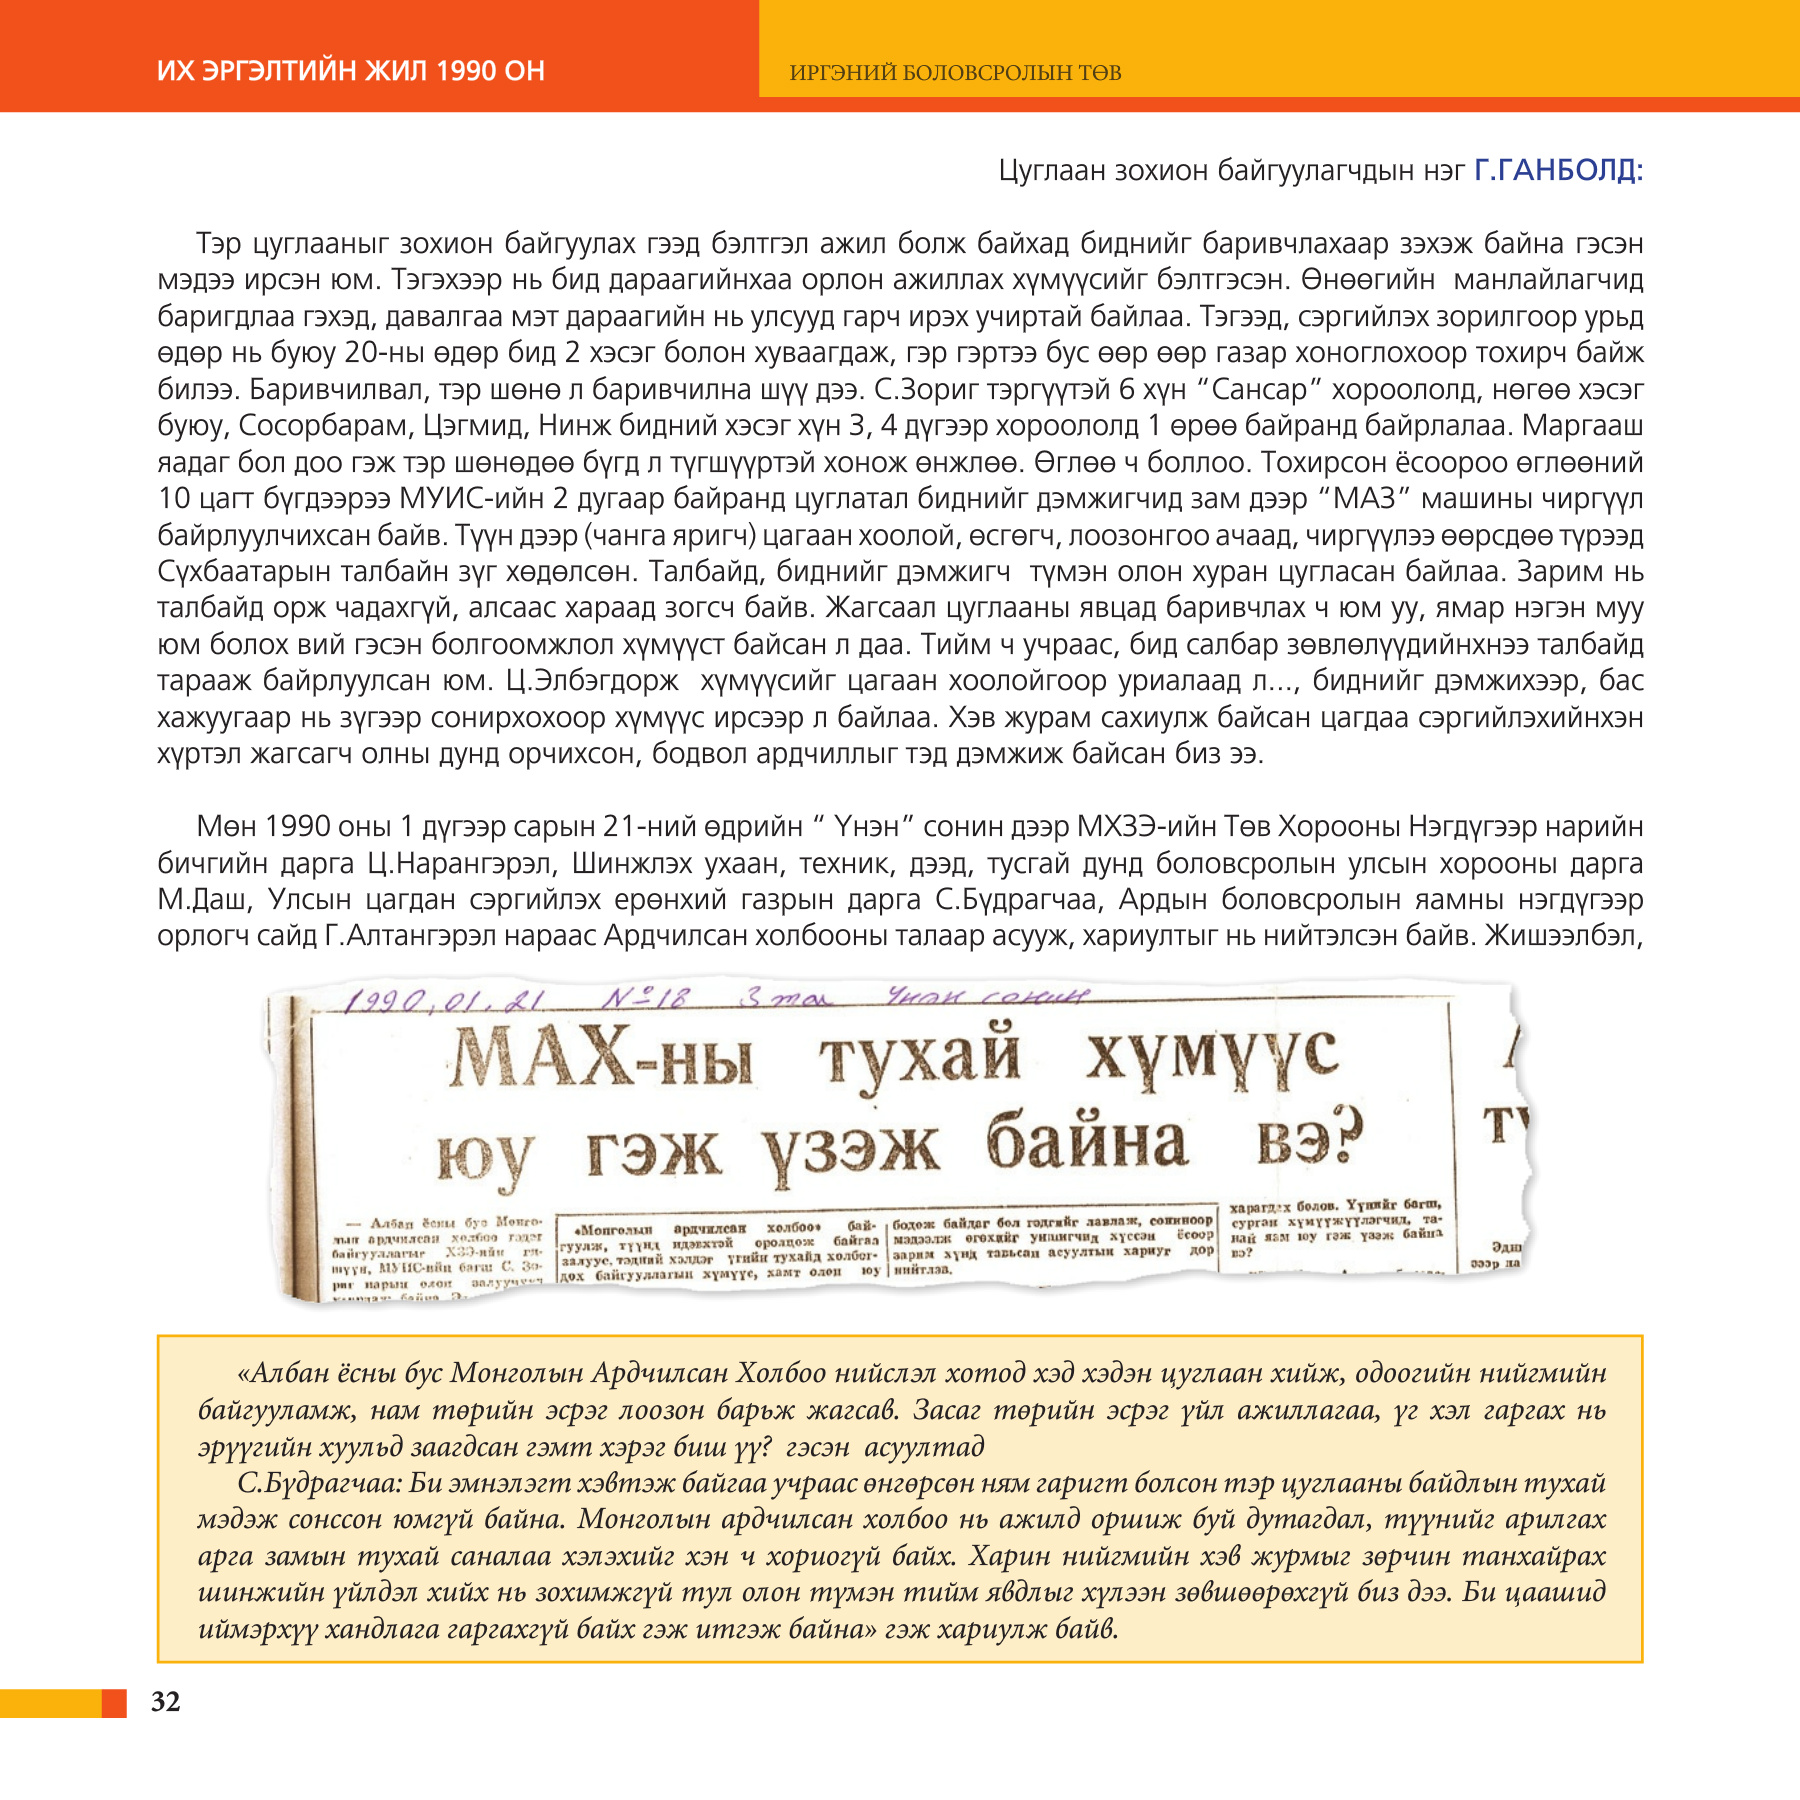 ИХ ЭРГЭЛТИЙН ЖИЛ 1990 ОН
ИРГЭНИЙ БОЛОВСРОЛЫН ТӨВ
Цуглаан зохион байгуулагчдын нэг Г.ГАНБОЛД:
Тэр цуглааныг зохион байгуулах гээд бэлтгэл ажил болж байхад биднийг баривчлахаар зэхэж байна гэсэн
мэдээ ирсэн юм. Тэгэхээр нь бид дараагийнхаа орлон ажиллах хүмүүсийг бэлтгэсэн. Өнөөгийн манлайлагчид
баригдлаа гэхэд, давалгаа мэт дараагийн нь улсууд гарч ирэх учиртай байлаа. Тэгээд, сэргийлэх зорилгоор урьд
өдөр нь буюу 20-ны өдөр бид 2 хэсэг болон хуваагдаж, гэр гэртээ бус өөр өөр газар хоноглохоор тохирч байж
билээ. Баривчилвал, тэр шөнө л баривчилна шүү дээ. С.Зориг тэргүүтэй 6 хүн “Сансар” хороололд, нөгөө хэсэг
буюу, Сосорбарам, Цэгмид, Нинж бидний хэсэг хүн 3, 4 дүгээр хороололд 1 өрөө байранд байрлалаа. Маргааш
яадаг бол доо гэж тэр шөнөдөө бүгд л түгшүүртэй хонож өнжлөө. Өглөө ч боллоо. Тохирсон ёсоороо өглөөний
10 цагт бүгдээрээ МУИС-ийн 2 дугаар байранд цуглатал биднийг дэмжигчид зам дээр “МАЗ” машины чиргүүл
байрлуулчихсан байв. Түүн дээр (чанга яригч) цагаан хоолой, өсгөгч, лоозонгоо ачаад, чиргүүлээ өөрсдөө түрээд
Сүхбаатарын талбайн зүг хөдөлсөн. Талбайд, биднийг дэмжигч түмэн олон хуран цугласан байлаа. Зарим нь
талбайд орж чадахгүй, алсаас хараад зогсч байв. Жагсаал цуглааны явцад баривчлах ч юм уу, ямар нэгэн муу
юм болох вий гэсэн болгоомжлол хүмүүст байсан л даа. Тийм ч учраас, бид салбар зөвлөлүүдийнхнээ талбайд
тарааж байрлуулсан юм. Ц.Элбэгдорж хүмүүсийг цагаан хоолойгоор уриалаад л..., биднийг дэмжихээр, бас
хажуугаар нь зүгээр сонирхохоор хүмүүс ирсээр л байлаа. Хэв журам сахиулж байсан цагдаа сэргийлэхийнхэн
хүртэл жагсагч олны дунд орчихсон, бодвол ардчиллыг тэд дэмжиж байсан биз ээ.
Мөн 1990 оны 1 дүгээр сарын 21-ний өдрийн “ Үнэн” сонин дээр МХЗЭ-ийн Төв Хорооны Нэгдүгээр нарийн
бичгийн дарга Ц.Нарангэрэл, Шинжлэх ухаан, техник, дээд, тусгай дунд боловсролын улсын хорооны дарга
М.Даш, Улсын цагдан сэргийлэх ерөнхий газрын дарга С.Бүдрагчаа, Ардын боловсролын яамны нэгдүгээр
орлогч сайд Г.Алтангэрэл нараас Ардчилсан холбооны талаар асууж, хариултыг нь нийтэлсэн байв. Жишээлбэл,
1990.01.21 №18 3 тал Үнэн сонин
МАХ-ны тухай хүмүүс
юу гэж үзэж байна вэ?
— Албан ёсны бус Монго-
лын ардчилсан холбоо гэдэг
байгууллагыг ХЗЭ-ийн ги-
шүүн, МУИС-ийн багш С. Зо-
риг нарын олон залуучууд
«Монголын ардчилсан холбоо» бай-
гуулж, түүнд идэвхтэй оролцож байгаа
залуус, тэдний хэлдэг үгийн тухайд холбог-
дох байгууллагын хүмүүс, хамт олон юу
бодож байдаг бол гэдгийг лавлаж, сониноор
мэдээлж өгөхийг уншигчид хүссэн ёсоор
зарим хүнд тавьсан асуултын хариуг дор
нийтлэв.
харагдах болов. Үүнийг багш,
сурган хүмүүжүүлэгчид, та-
най яам юу гэж үзэж байна
вэ?
«Албан ёсны бус Монголын Ардчилсан Холбоо нийслэл хотод хэд хэдэн цуглаан хийж, одоогийн нийгмийн
байгууламж, нам төрийн эсрэг лоозон барьж жагсав. Засаг төрийн эсрэг үйл ажиллагаа, үг хэл гаргах нь
эрүүгийн хуульд заагдсан гэмт хэрэг биш үү? гэсэн асуултад
С.Бүдрагчаа: Би эмнэлэгт хэвтэж байгаа учраас өнгөрсөн ням гаригт болсон тэр цуглааны байдлын тухай
мэдэж сонссон юмгүй байна. Монголын ардчилсан холбоо нь ажилд оршиж буй дутагдал, түүнийг арилгах
арга замын тухай саналаа хэлэхийг хэн ч хориогүй байх. Харин нийгмийн хэв журмыг зөрчин танхайрах
шинжийн үйлдэл хийх нь зохимжгүй тул олон түмэн тийм явдлыг хүлээн зөвшөөрөхгүй биз дээ. Би цаашид
иймэрхүү хандлага гаргахгүй байх гэж итгэж байна» гэж хариулж байв.
32